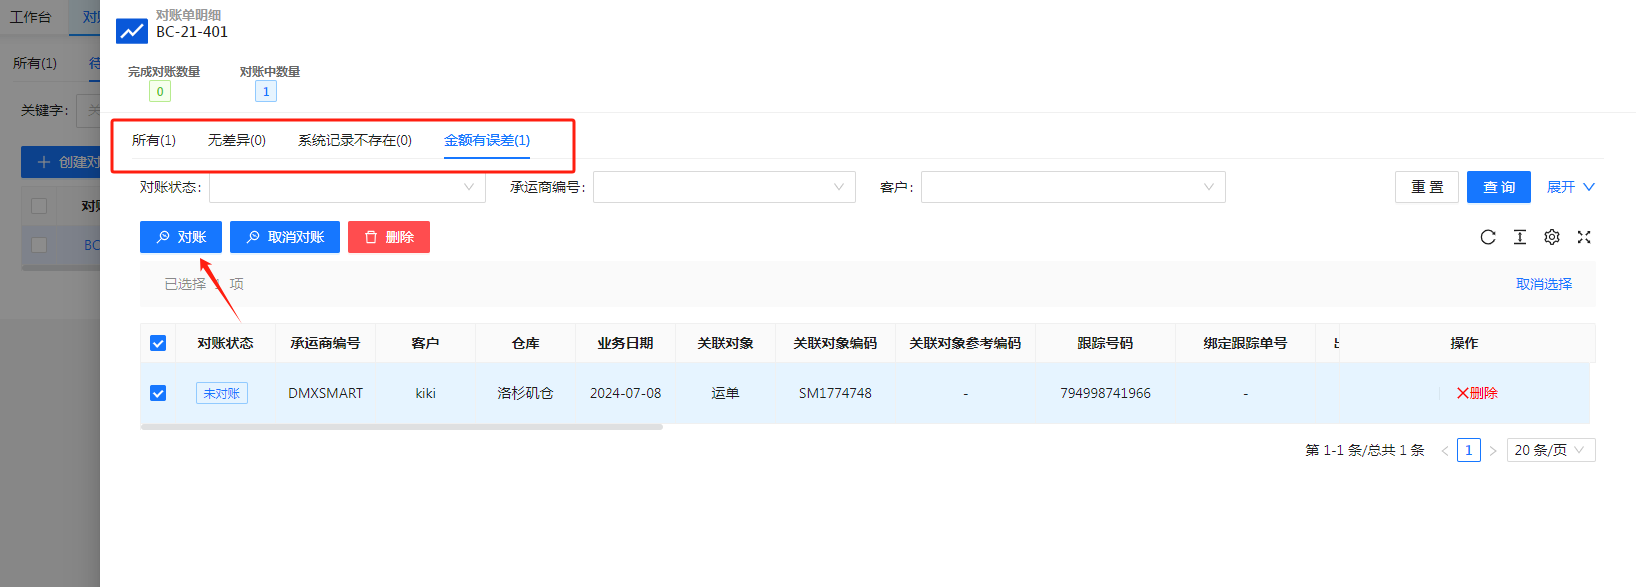 工作台
对账单明细
BC-21-401
所有(1)
完成对账数量 对账中数量
0 1
关键字:
所有(1) 无差异(0) 系统记录不存在(0) 金额有误差(1)
创建对
对账状态: 承运商编号: 客户: 重 置 查 询 展开
对账 取消对账 删除
BC
已选择 1 项 取消选择
对账状态 承运商编号 客户 仓库 业务日期 关联对象 关联对象编码 关联对象参考编码 跟踪号码 绑定跟踪单号 操作
未对账 DMXSMART kiki 洛杉矶仓 2024-07-08 运单 SM1774748 - 794998741966 - 删除
第 1-1 条/总共 1 条 < 1 > 20 条/页